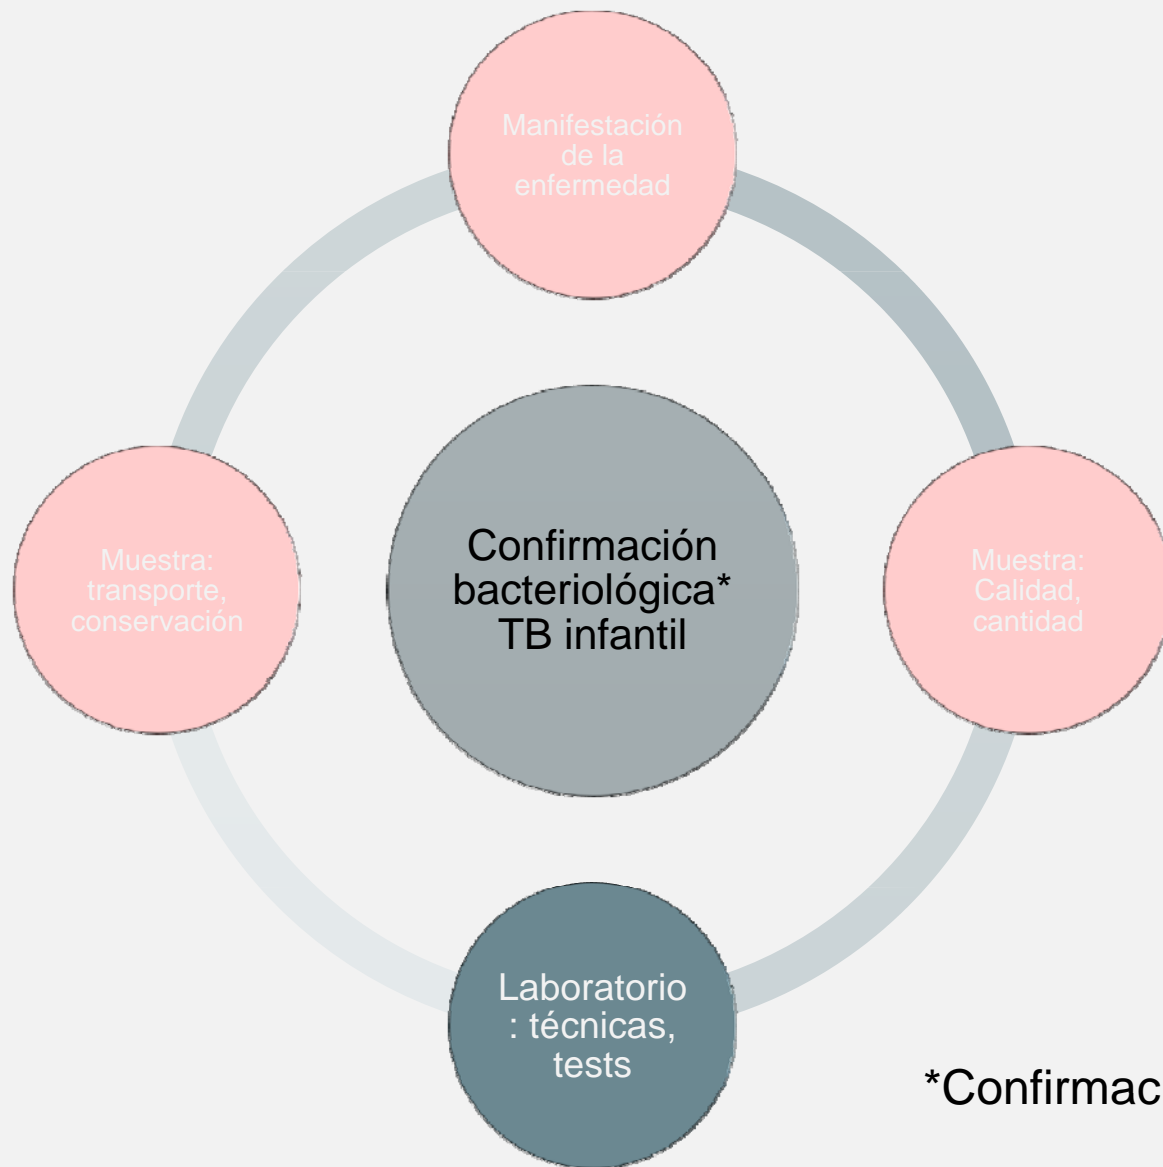 Manifestación
de la
enfermedad
Muestra:
transporte,
conservación
Confirmación
bacteriológica*
TB infantil
Muestra:
Calidad,
cantidad
Laboratorio
: técnicas,
tests
*Confirmac